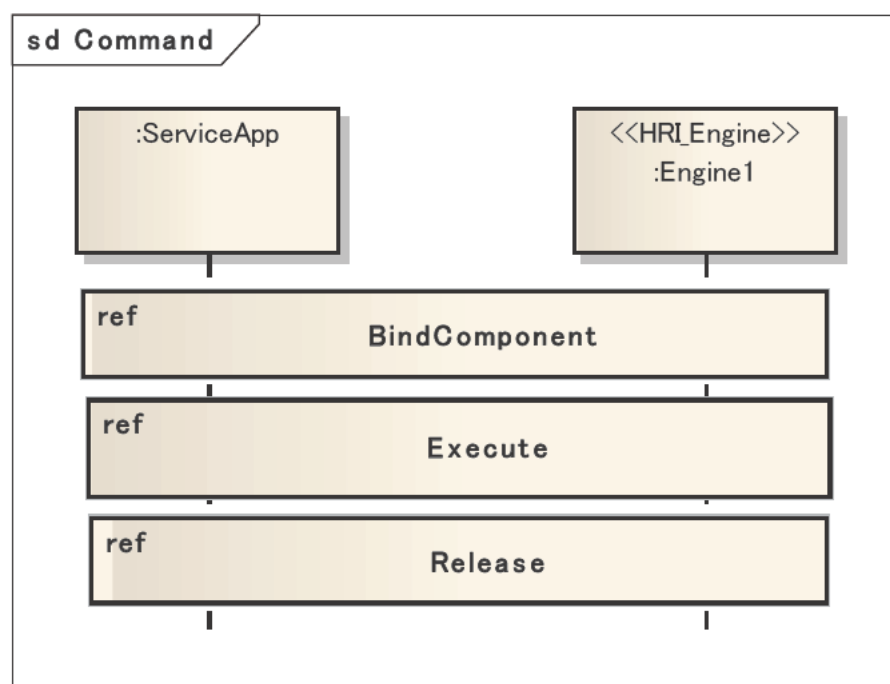 sd Command
:ServiceApp
<<HRI_Engine>>
:Engine1
ref
BindComponent
ref
Execute
ref
Release